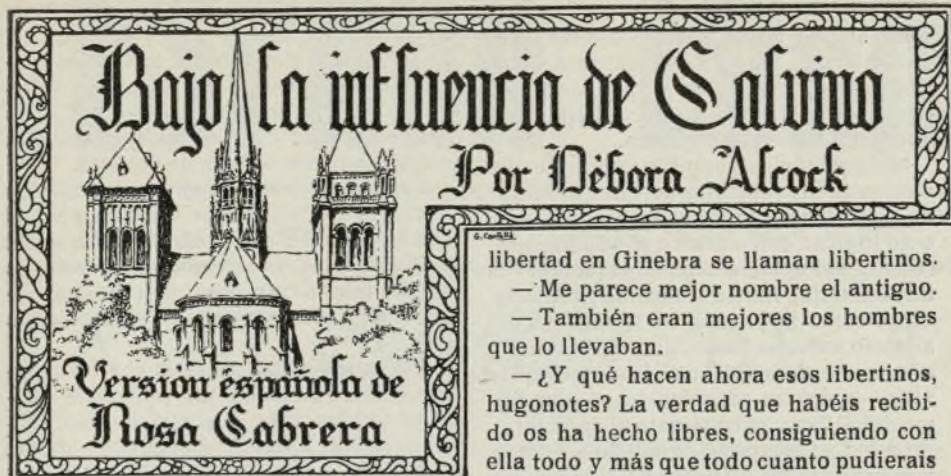 Bajo la influencia de Calvino
Por Débora Alcock
Versión española de
Rosa Cabrera
libertad en Ginebra se llaman libertinos.
— Me parece mejor nombre el antiguo.
— También eran mejores los hombres
que lo llevaban.
— ¿Y qué hacen ahora esos libertinos,
hugonotes? La verdad que habéis recibi-
do os ha hecho libres, consiguiendo con
ella todo y más que todo cuanto pudierais